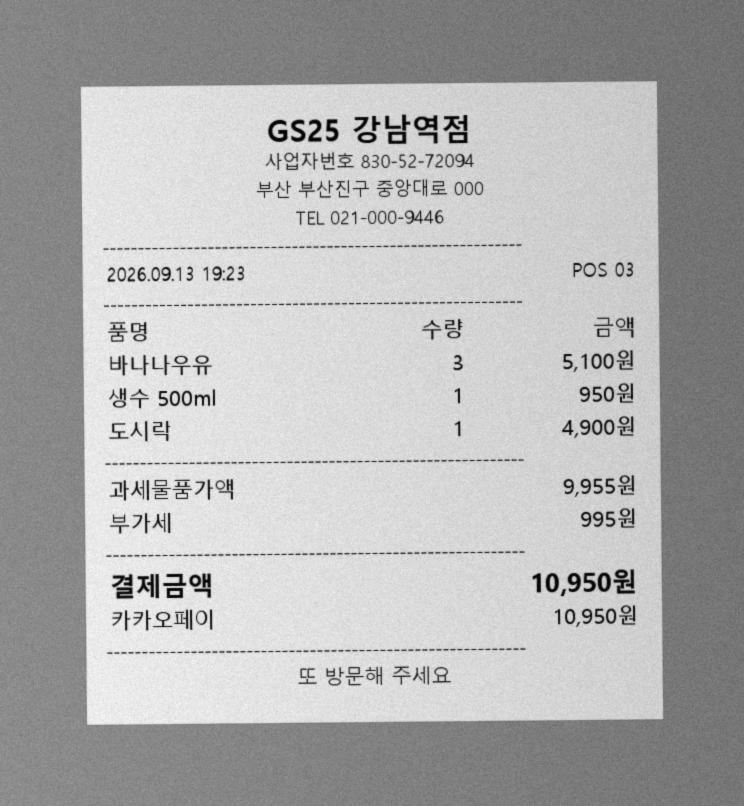 GS25 강남역점
사업자번호 830-52-72094
부산 부산진구 중앙대로 000
TEL 021-000-9446
2026.09.13 19:23 POS 03
품명 수량 금액
바나나우유 3 5,100원
생수 500ml 1 950원
도시락 1 4,900원
과세물품가액 9,955원
부가세 995원
결제금액 10,950원
카카오페이 10,950원
또 방문해 주세요